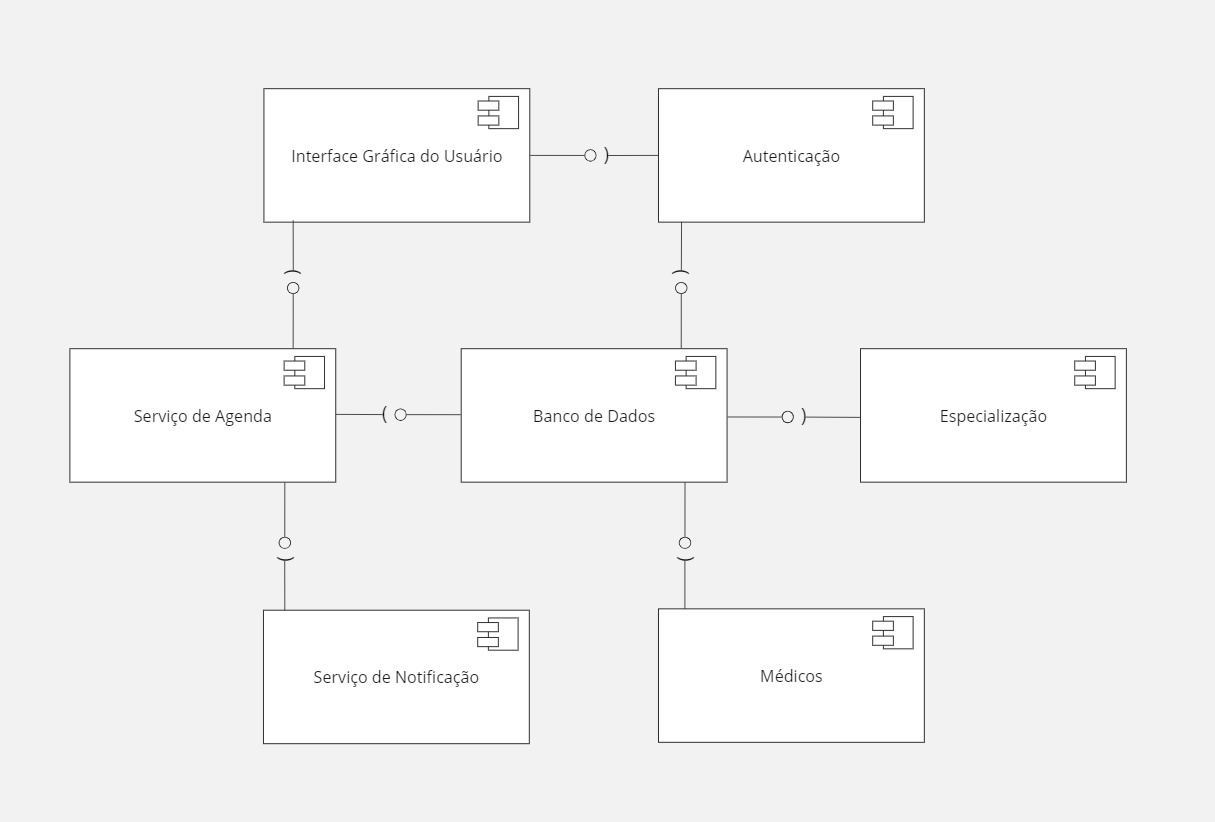 Interface Gráfica do Usuário
Autenticação
Serviço de Agenda
Banco de Dados
Especialização
Serviço de Notificação
Médicos